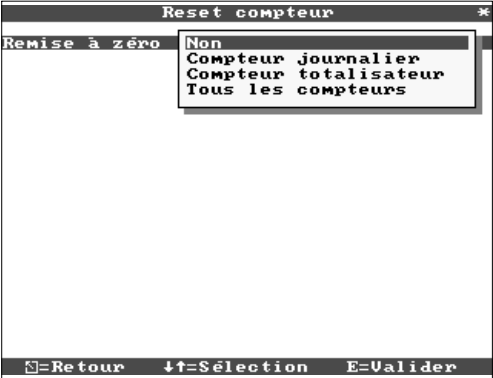 Reset compteur *
Remise à zéro Non
Compteur journalier
Compteur totalisateur
Tous les compteurs
⇱=Retour ↓↑=Sélection E=Valider